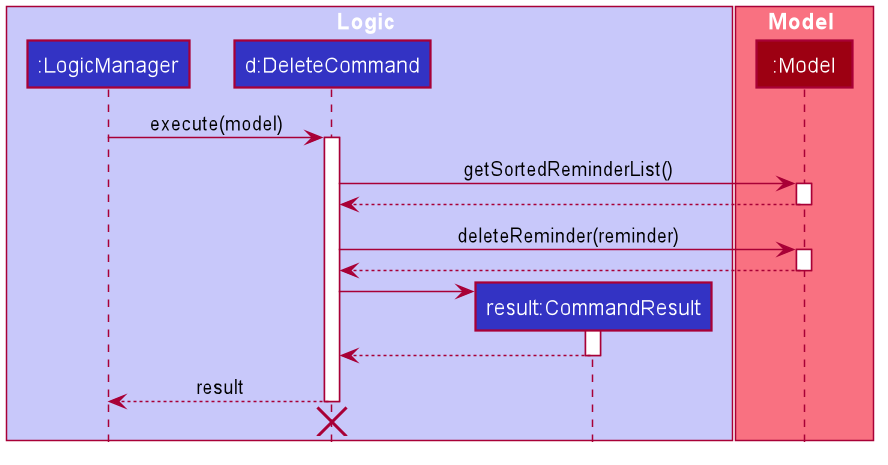 Logic
Model
:LogicManager
d:DeleteCommand
:Model
execute(model)
getSortedReminderList()
deleteReminder(reminder)
result:CommandResult
result